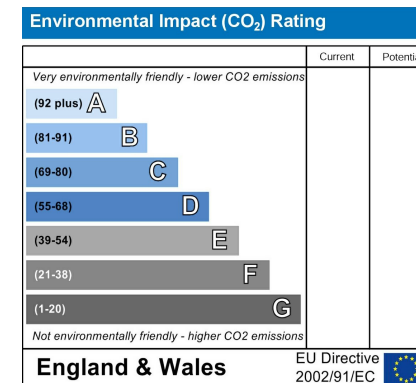 Environmental Impact (CO₂) Rating
Current Potenti
Very environmentally friendly - lower CO2 emissions
(92 plus) A
(81-91) B
(69-80) C
(55-68) D
(39-54) E
(21-38) F
(1-20) G
Not environmentally friendly - higher CO2 emissions
England & Wales
EU Directive
2002/91/EC